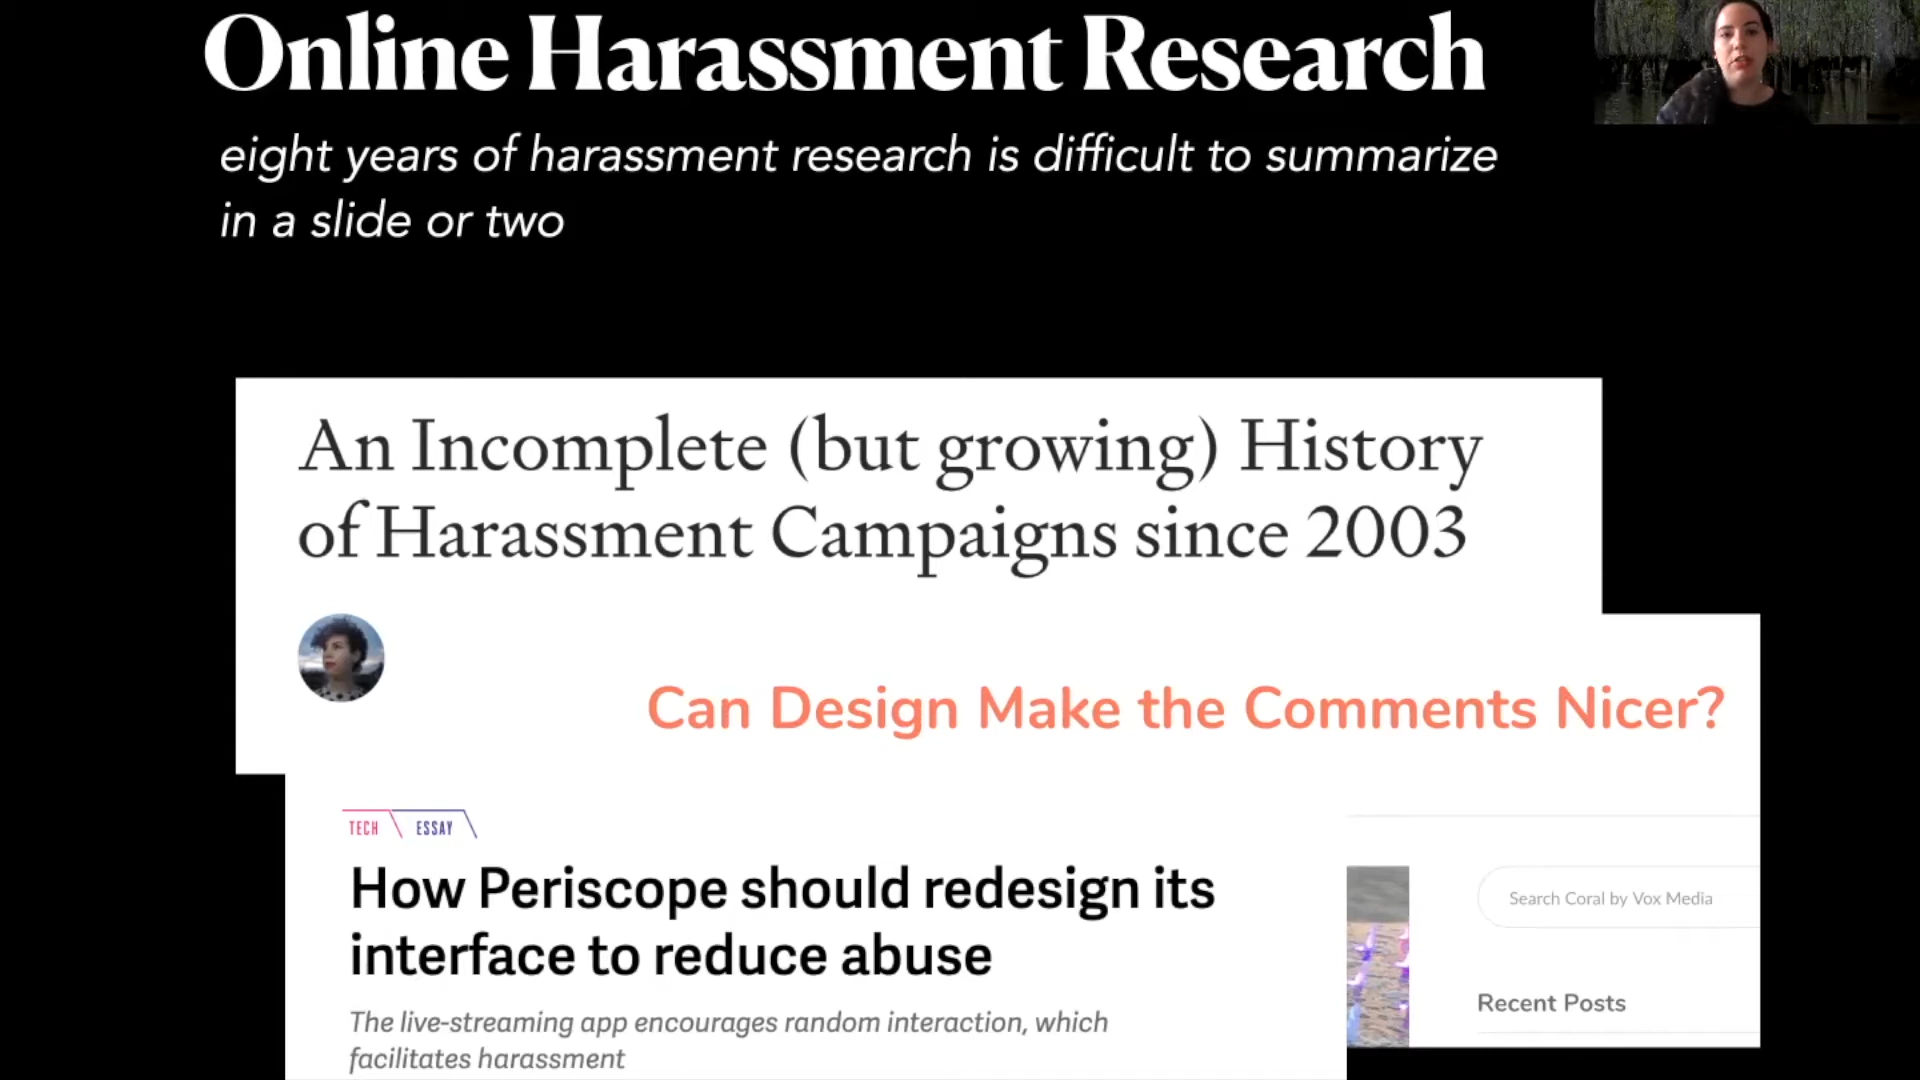 Online Harassment Research
eight years of harassment research is difficult to summarize
in a slide or two
An Incomplete (but growing) History
of Harassment Campaigns since 2003
Can Design Make the Comments Nicer?
TECH ESSAY
How Periscope should redesign its
interface to reduce abuse
The live-streaming app encourages random interaction, which
facilitates harassment
Search Coral by Vox Media
Recent Posts